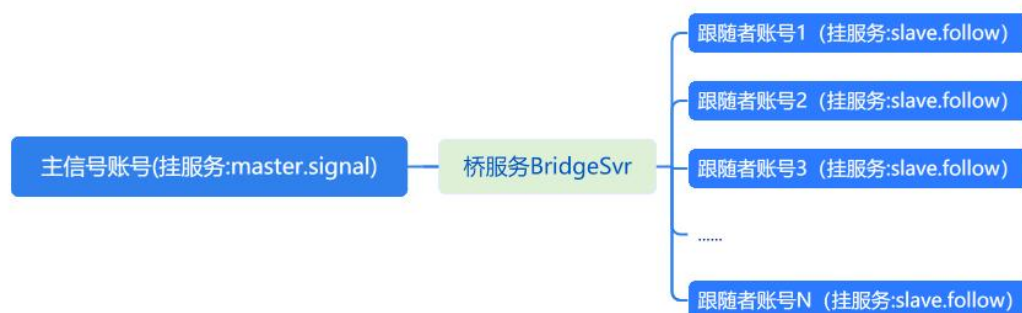 主信号账号(挂服务:master.signal)
桥服务BridgeSvr
跟随者账号1（挂服务:slave.follow）
跟随者账号2（挂服务:slave.follow）
跟随者账号3（挂服务:slave.follow）
......
跟随者账号N（挂服务:slave.follow）